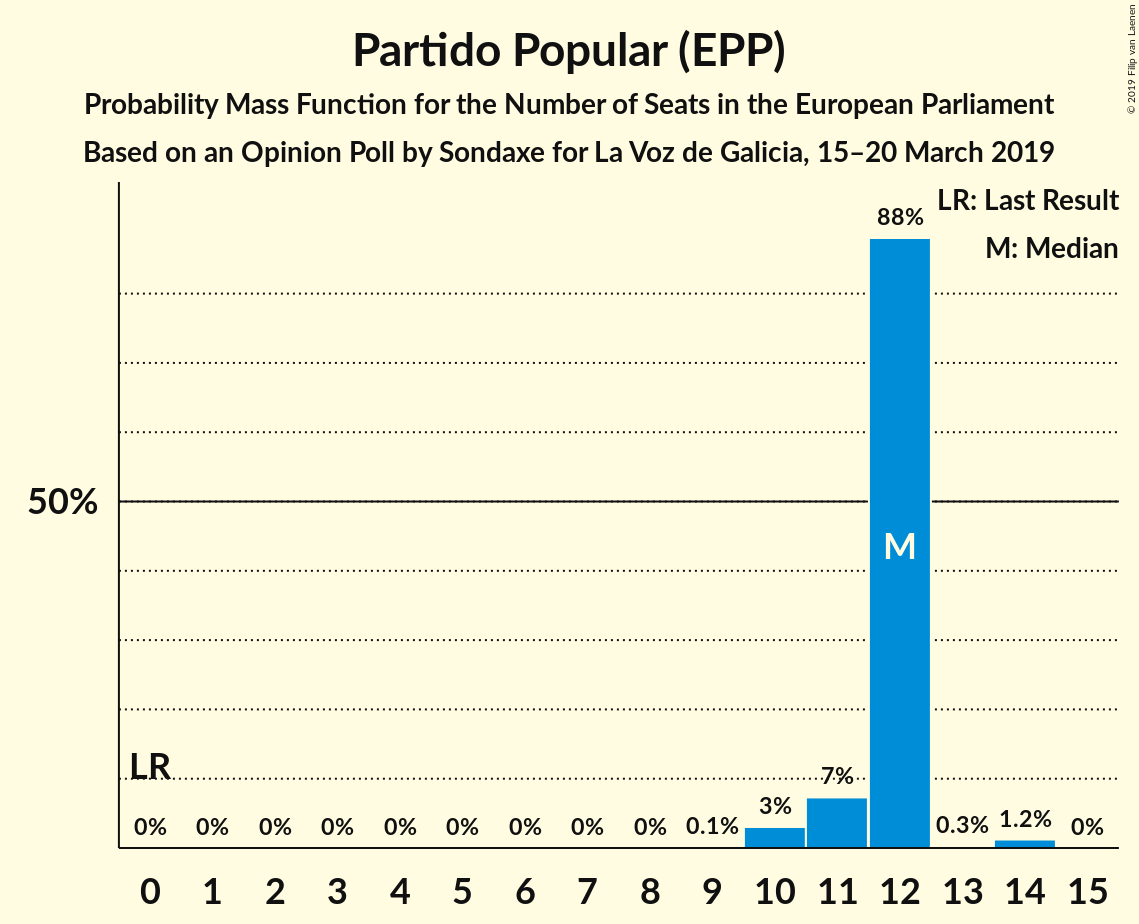 Partido Popular (EPP)
Probability Mass Function for the Number of Seats in the European Parliament
Based on an Opinion Poll by Sondaxe for La Voz de Galicia, 15–20 March 2019
© 2019 Filip van Laenen
LR: Last Result
M: Median
88%
50%
M
LR
0% 0% 0% 0% 0% 0% 0% 0% 0% 0.1% 3% 7% 0.3% 1.2% 0%
0 1 2 3 4 5 6 7 8 9 10 11 12 13 14 15